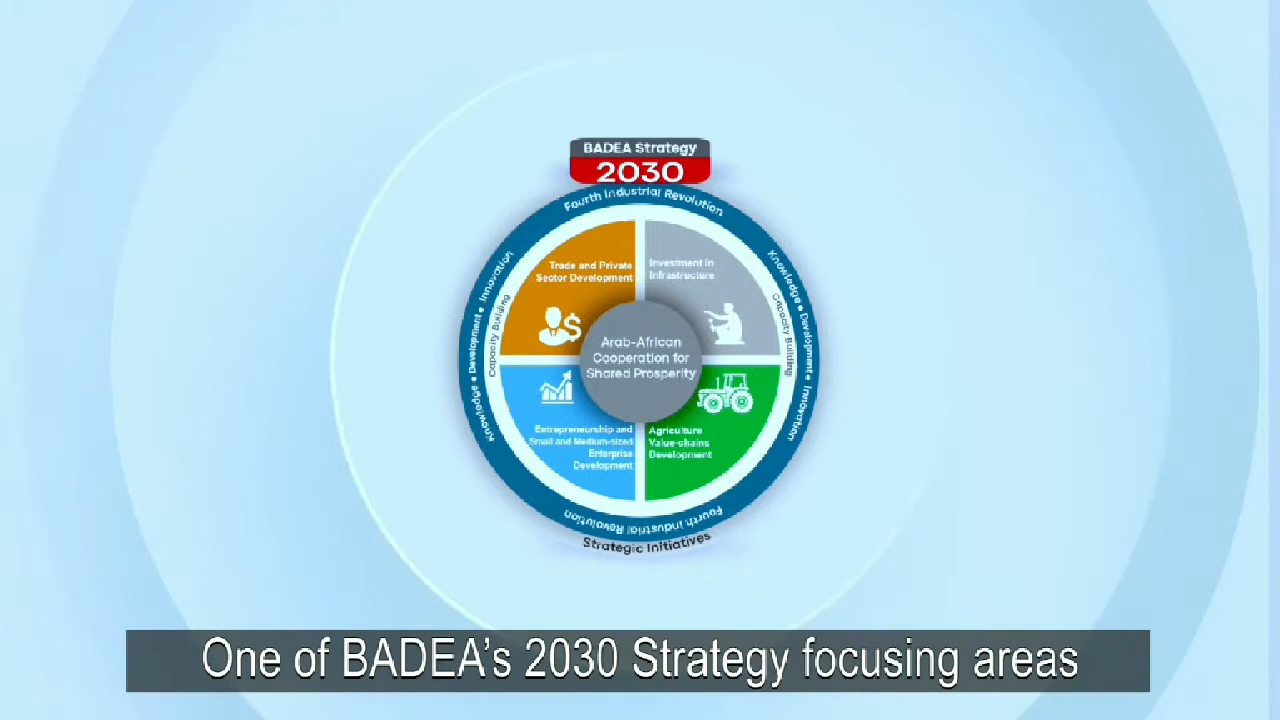 BADEA Strategy
2030
Fourth Industrial Revolution
Knowledge • Development • Innovation
Capacity Building
Trade and Private
Sector Development
Investment in
Infrastructure
Knowledge • Development • Innovation
Capacity Building
Arab-African
Cooperation for
Shared Prosperity
Entrepreneurship and
Small and Medium-sized
Enterprise
Development
Agriculture
Value-chains
Development
Fourth Industrial Revolution
Strategic Initiatives
One of BADEA’s 2030 Strategy focusing areas